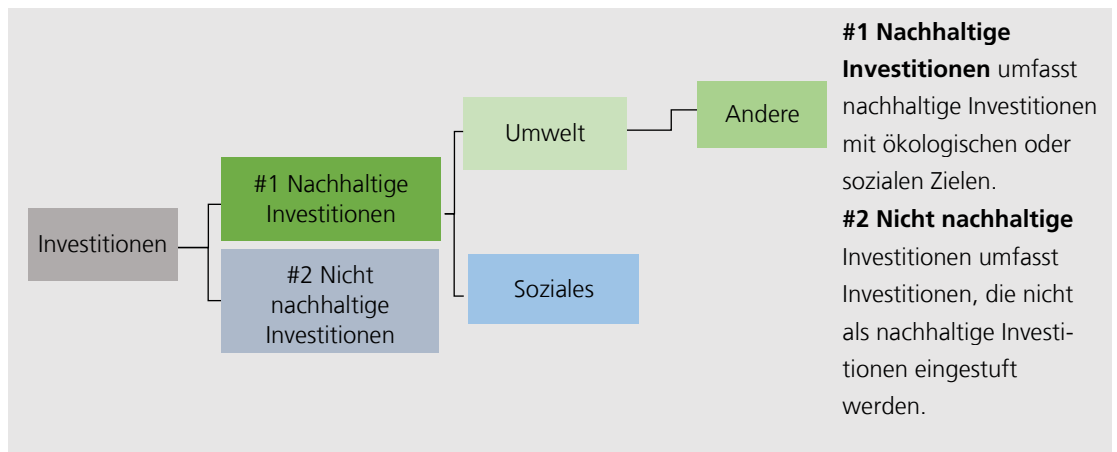 Investitionen
#1 Nachhaltige
Investitionen
#2 Nicht
nachhaltige
Investitionen
Umwelt
Soziales
Andere
#1 Nachhaltige
Investitionen umfasst
nachhaltige Investitionen
mit ökologischen oder
sozialen Zielen.
#2 Nicht nachhaltige
Investitionen umfasst
Investitionen, die nicht
als nachhaltige Investi-
tionen eingestuft
werden.